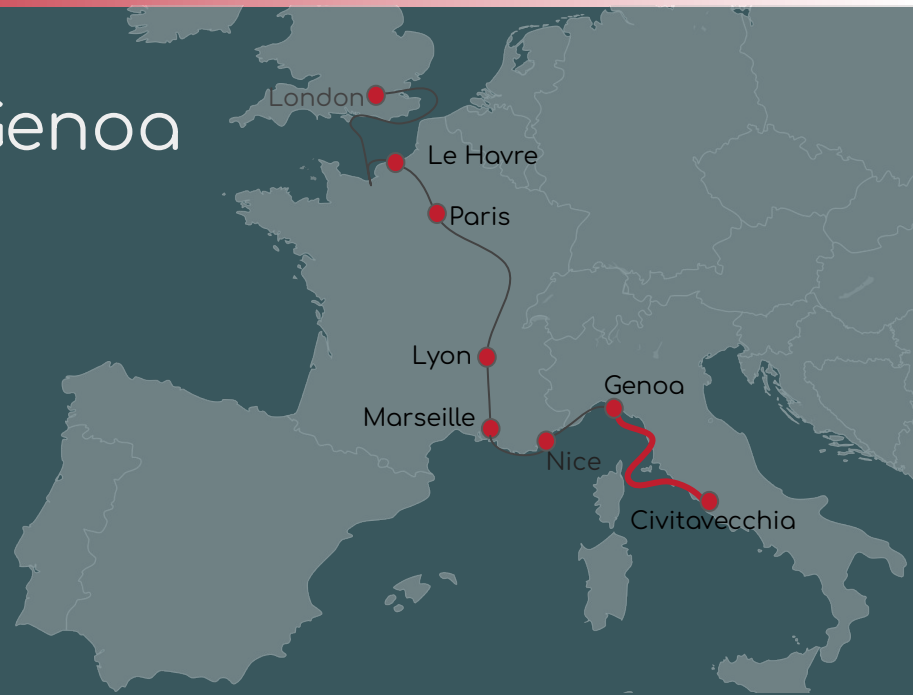 Genoa
London
Le Havre
Paris
Lyon
Genoa
Marseille
Nice
Civitavecchia